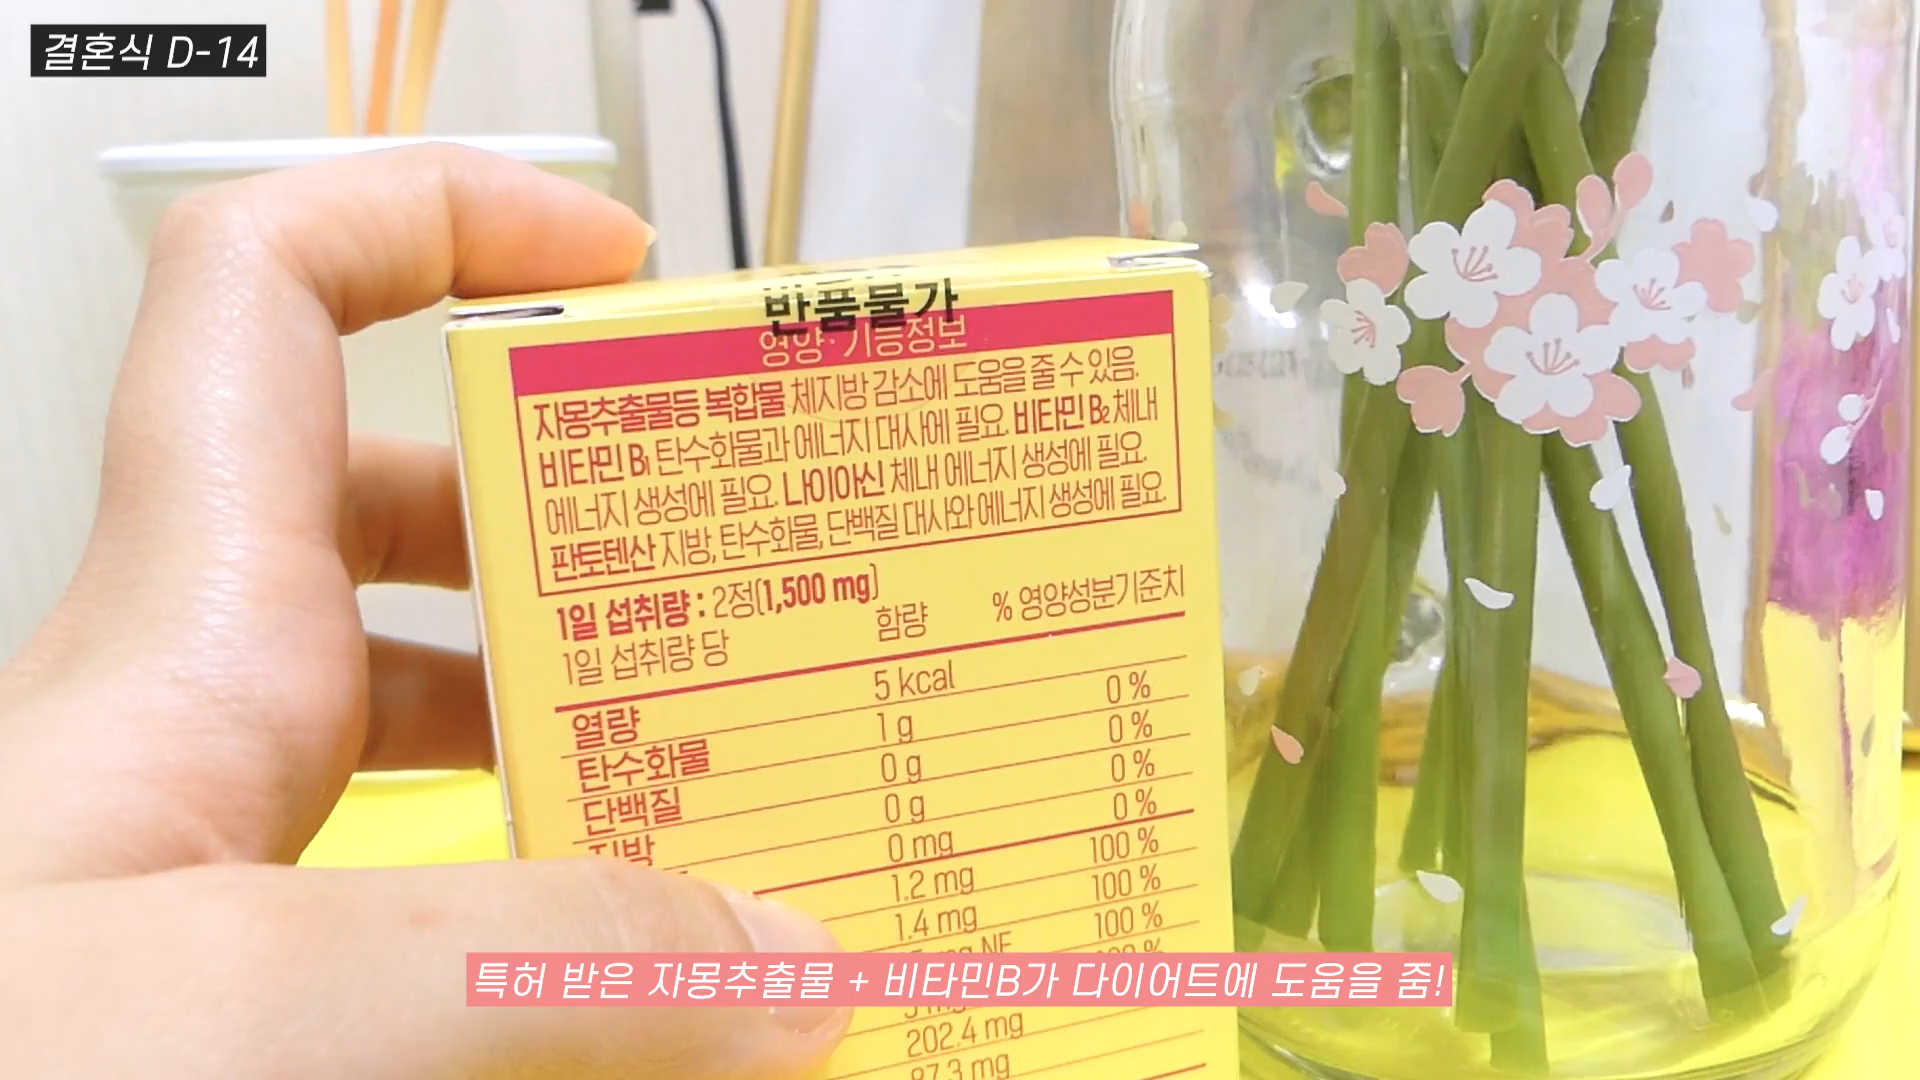 결혼식 D-14
반품불가
영양·기능정보
자몽추출물등 복합물 체지방 감소에 도움을 줄 수 있음.
비타민 B1 탄수화물과 에너지 대사에 필요. 비타민 B2 체내
에너지 생성에 필요. 나이아신 체내 에너지 생성에 필요.
판토텐산 지방, 탄수화물, 단백질 대사와 에너지 생성에 필요.
1일 섭취량 : 2정(1,500 mg)
1일 섭취량 당 함량 % 영양성분기준치
열량 5 kcal
탄수화물 1 g 0 %
단백질 0 g 0 %
지방 0 g 0 %
0 mg 0 %
1.2 mg 100 %
1.4 mg 100 %
mg NE 100 %
특허 받은 자몽추출물 + 비타민B가 다이어트에 도움을 줌!
202.4 mg
97.3 mg